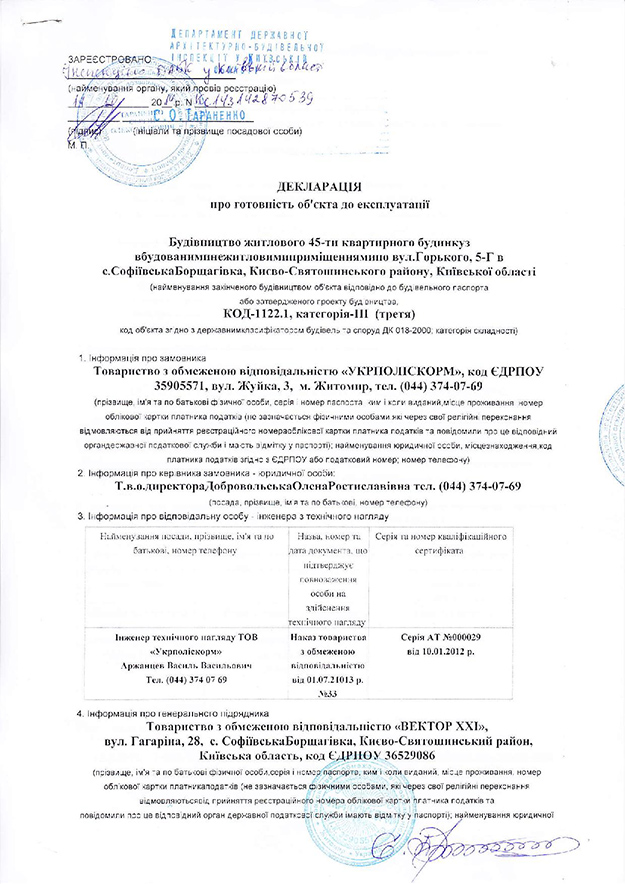 ДЕПАРТАМЕНТ ДЕРЖАВНОЇ
АРХІТЕКТУРНО-БУДІВЕЛЬНОЇ
ІНСПЕКЦІЇ У КИЇВСЬКІЙ
ЗАРЕЄСТРОВАНО
у Київській області
(найменування органу, який провів реєстрацію)
2014р. N КС143142870539
С.О.ТАРАНЕНКО
(підпис) (ініціали та прізвище посадової особи)
М. П.
ДЕКЛАРАЦІЯ
про готовність об'єкта до експлуатації
Будівництво житлового 45-ти квартирного будинкуз
вбудованиминежитловимиприміщеннямипо вул.Горького, 5-Г в
с.СофіївськаБорщагівка, Києво-Святошинського району, Київської області
(найменування закінченого будівництвом об'єкта відповідно до будівельного паспорта
або затвердженого проекту будівництва,
КОД-1122.1, категорія-ІІІ (третя)
код об'єкта згідно з державнимкласифікатором будівель та споруд ДК 018-2000; категорія складності)
1. Інформація про замовника
Товариство з обмеженою відповідальністю «УКРПОЛІСКОРМ», код ЄДРПОУ
35905571, вул. Жуйка, 3, м. Житомир, тел. (044) 374-07-69
(прізвище, ім'я та по батькові фізичної особи, серія і номер паспорта ким і коли виданий,місце проживання номер
облікової картки платника податків (не зазначається фізичними особами які через свої релігійні переконання
відмовляються від прийняття реєстраційного номераоблікової картки платника податків та повідомили про це відповідний
органдержавної податкової служби і мають відмітку у паспорті); найменування юридичної особи, місцезнаходження,код
платника податків згідно з ЄДРПОУ або податковий номер; номер телефону)
2. Інформація про керівника замовника - юридичної особи:
Т.в.о.директораДобровольськаОленаРостиславівна тел. (044) 374-07-69
(посада, прізвище, ім'я та по батькові, номер телефону)
3. Інформація про відповідальну особу - інженера з технічного нагляду
Найменування посади, прізвище, ім'я та по
батькові, номер телефону
Назва, номер та
дата документа, що
підтверджує
повноваження
особи на
здійснення
технічного нагляду
Серія та номер кваліфікаційного
сертифіката
Інженер технічного нагляду ТОВ
«Укрполіскорм»
Аржанцев Василь Васильович
Тел. (044) 374 07 69
Наказ товариства
з обмеженою
відповідальністю
від 01.07.21013 р.
№33
Серія АТ №000029
від 10.01.2012 р.
4. Інформація про генерального підрядника
Товариство з обмеженою відповідальністю «ВЕКТОР ХХІ»,
вул. Гагаріна, 28, с. СофіївськаБорщагівка, Києво-Святошинський район,
Київська область, код ЄДРПОУ 36529086
(прізвище, ім'я та по батькові фізичної особи,серія і номер паспорта, ким і коли виданий, місце проживання, номер
облікової картки платникаподатків (не зазначається фізичними особами, які через свої релігійні переконання
відмовляютьсявід прийняття реєстраційного номера облікової картки платника податків та
повідомили про це відповідний орган державної податкової служби імають відмітку у паспорті); найменування юридичної